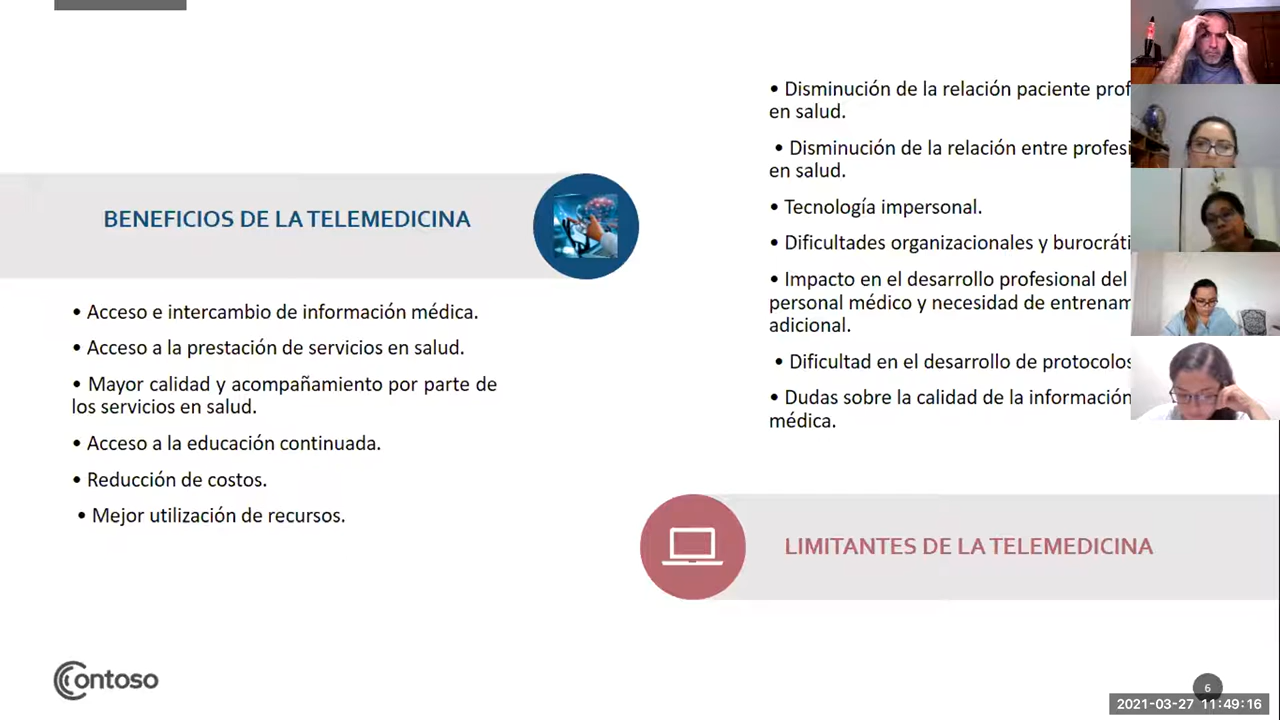 BENEFICIOS DE LA TELEMEDICINA
• Acceso e intercambio de información médica.
• Acceso a la prestación de servicios en salud.
• Mayor calidad y acompañamiento por parte de
los servicios en salud.
• Acceso a la educación continuada.
• Reducción de costos.
• Mejor utilización de recursos.
• Disminución de la relación paciente
en salud.
• Disminución de la relación entre
en salud.
• Tecnología impersonal.
• Dificultades organizacionales y
• Impacto en el desarrollo profesional del
personal médico y necesidad de
adicional.
• Dificultad en el desarrollo de protocolos
• Dudas sobre la calidad de la información
médica.
LIMITANTES DE LA TELEMEDICINA
Contoso
6
2021-03-27 11:49:16